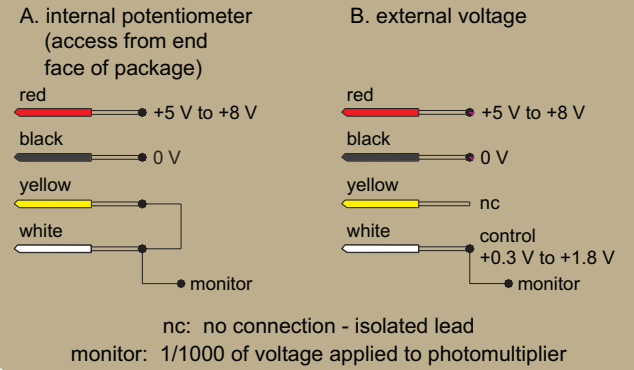 A. internal potentiometer
(access from end
face of package)
red
+5 V to +8 V
black
0 V
yellow
white
monitor
B. external voltage
red
+5 V to +8 V
black
0 V
yellow
nc
white
control
+0.3 V to +1.8 V
monitor
nc: no connection - isolated lead
monitor: 1/1000 of voltage applied to photomultiplier